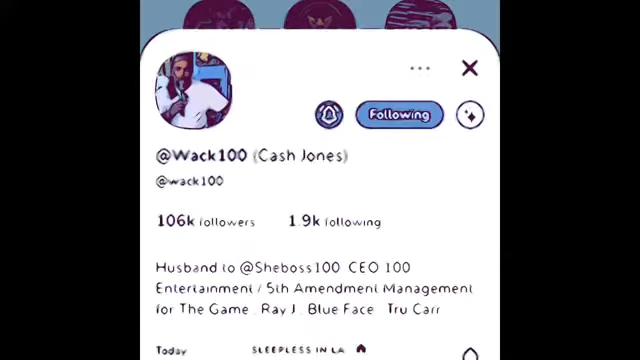 Following
@Wack100 (Cash Jones)
@wack100
106k followers 1.9k following
Husband to @Sheboss100 CEO 100
Entertainment / 5th Amendment Management
for The Game . Ray J . Blue Face . Tru Carr
Today SLEEPLESS IN LA